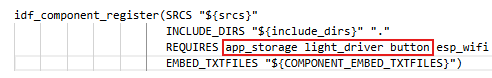 idf_component_register(SRCS "${srcs}"
INCLUDE_DIRS "${include_dirs}" "."
REQUIRES app_storage light_driver button esp_wifi
EMBED_TXTFILES "${COMPONENT_EMBED_TXTFILES}")